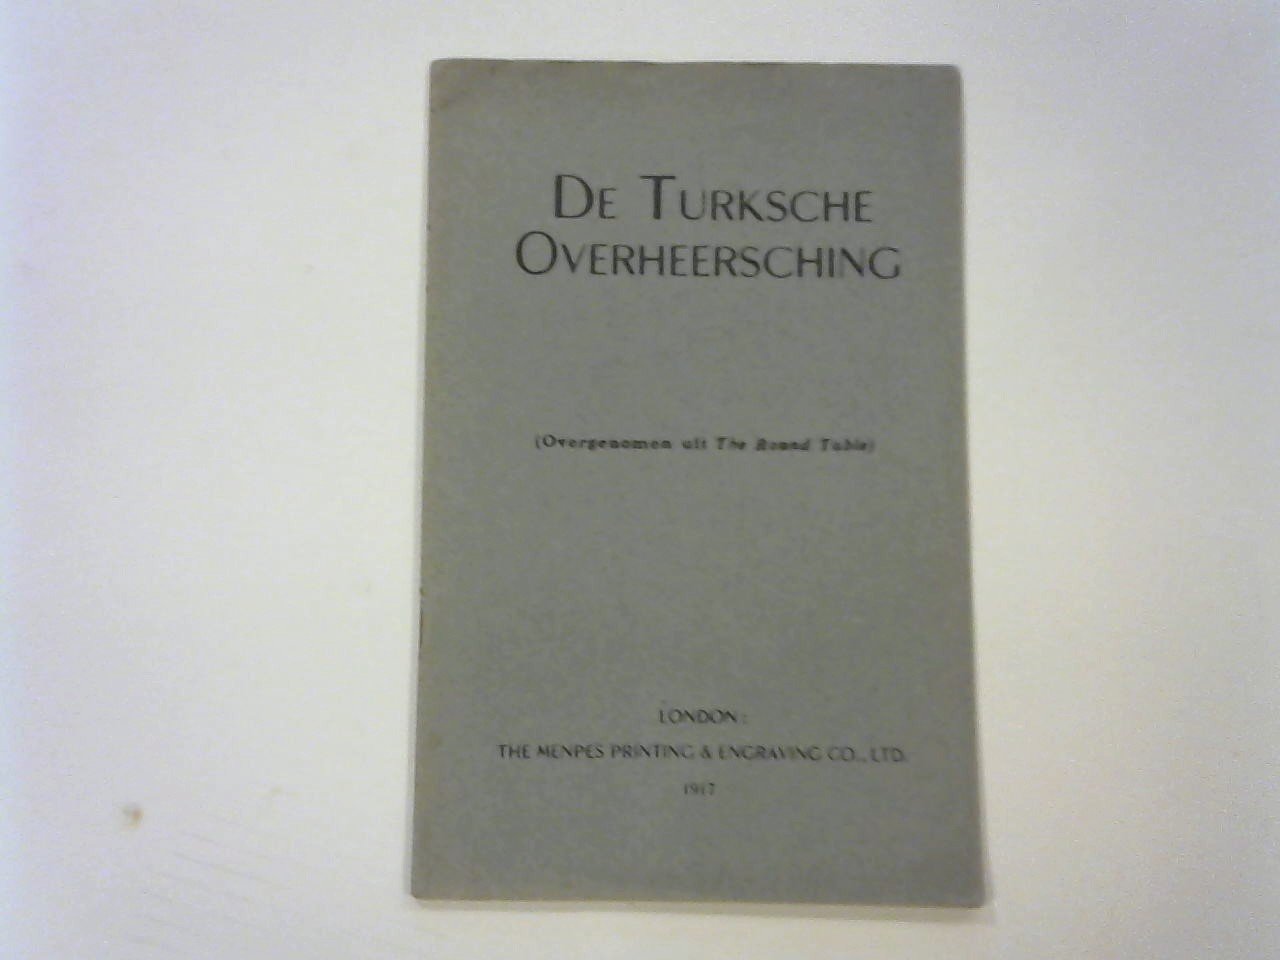 DE TURKSCHE
OVERHEERSCHING
(Overgenomen uit The Round Table)
LONDON:
THE MENPES PRINTING & ENGRAVING CO., LTD.
1917